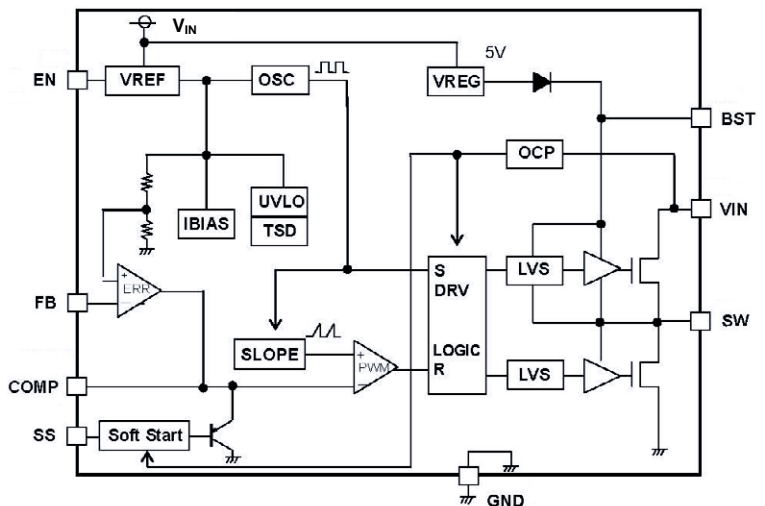 V_IN
5V
EN
VREF
OSC
VREG
BST
OCP
VIN
IBIAS
UVLO
TSD
S
DRV
LVS
+
ERR
−
FB
SW
SLOPE
+
PWM
−
LOGIC
R
LVS
COMP
SS
Soft Start
GND